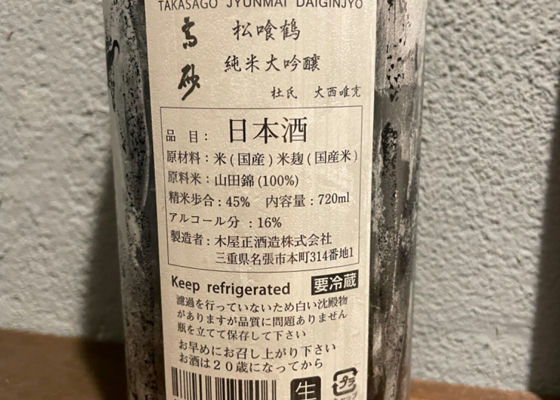 TAKASAGO JYUNMAI DAIGINJYO
高砂
松喰鶴
純米大吟醸
杜氏 大西唯克
品目：日本酒
原材料：米（国産）米麹（国産米）
原料米：山田錦(100%)
精米歩合：45% 内容量：720ml
アルコール分：16%
製造者：木屋正酒造株式会社
三重県名張市本町314番地1
Keep refrigerated 要冷蔵
濾過を行っていないため白い沈殿物
がありますが品質に問題ありません
瓶を立てて保存して下さい
お早めにお召し上がり下さい
お酒は20歳になってから
生
プラ